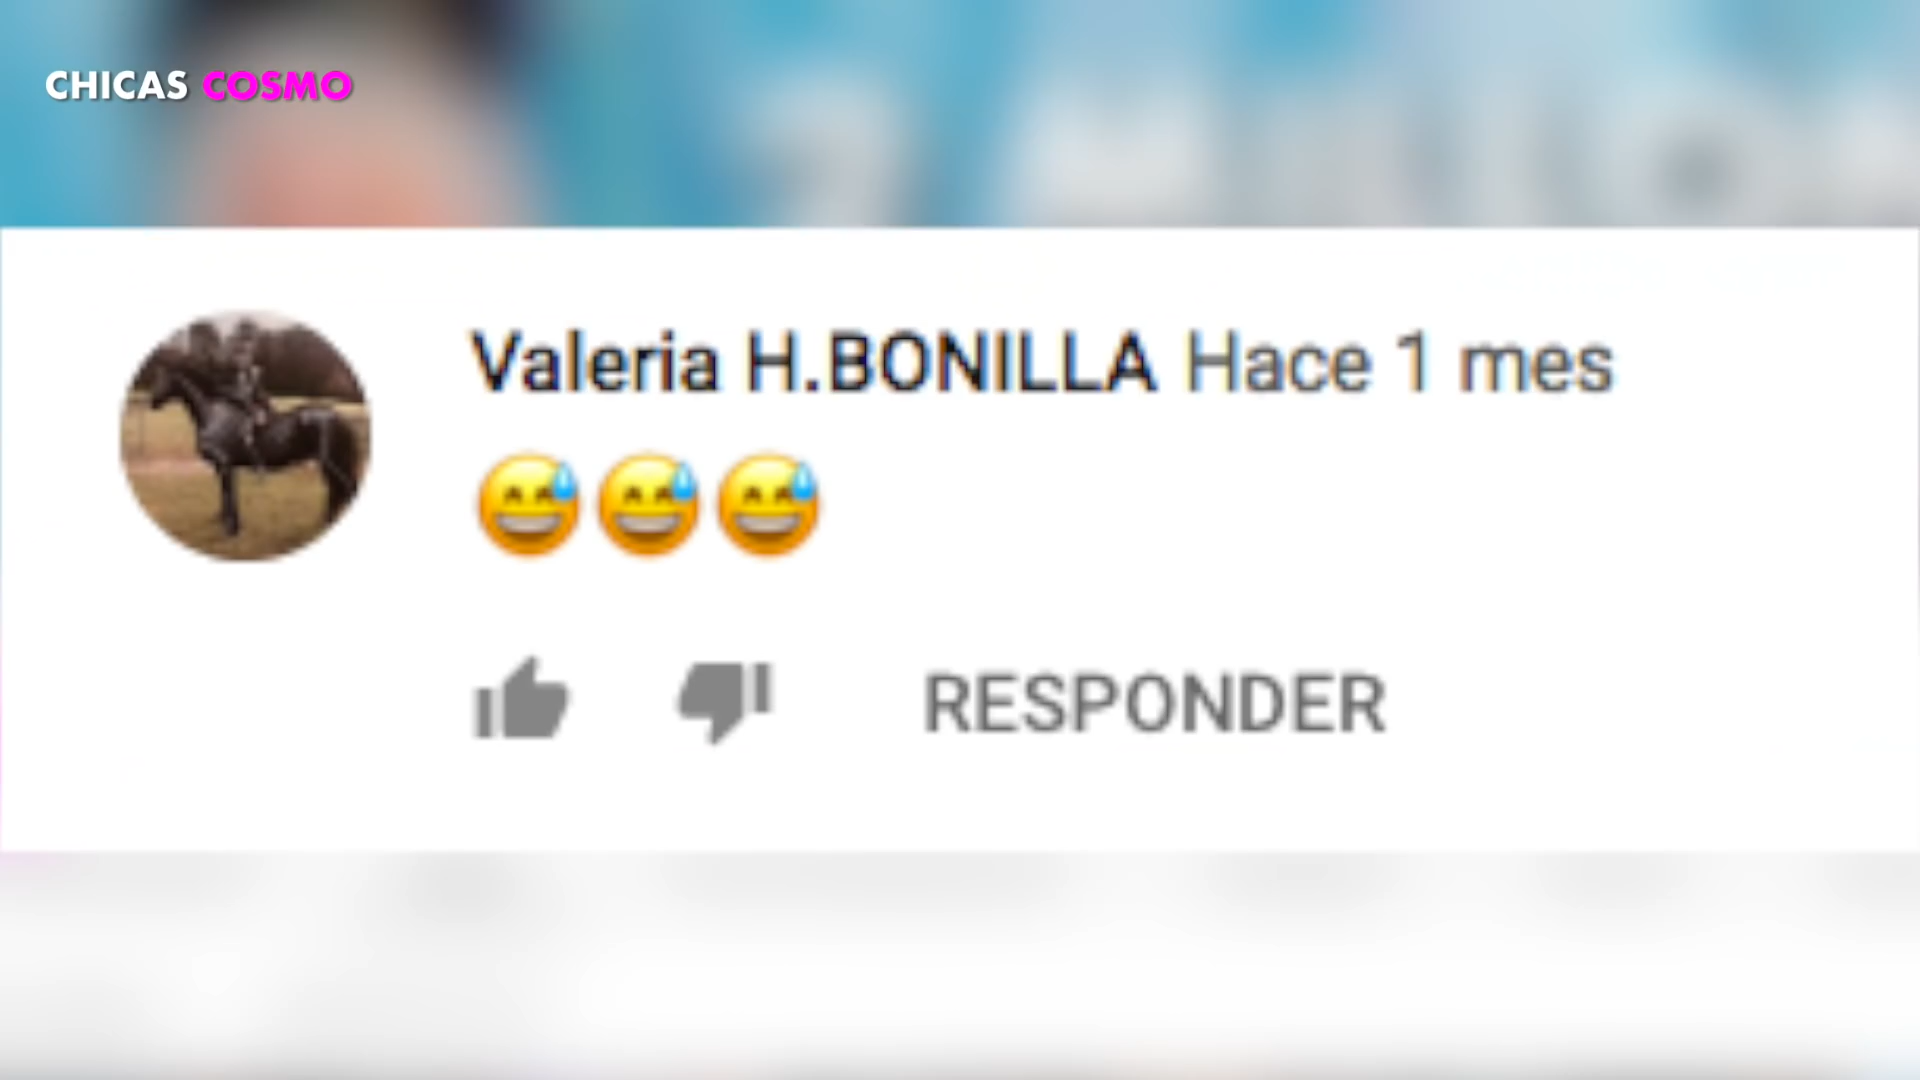 CHICAS COSMO
Valeria H.BONILLA Hace 1 mes
😅😅😅
RESPONDER